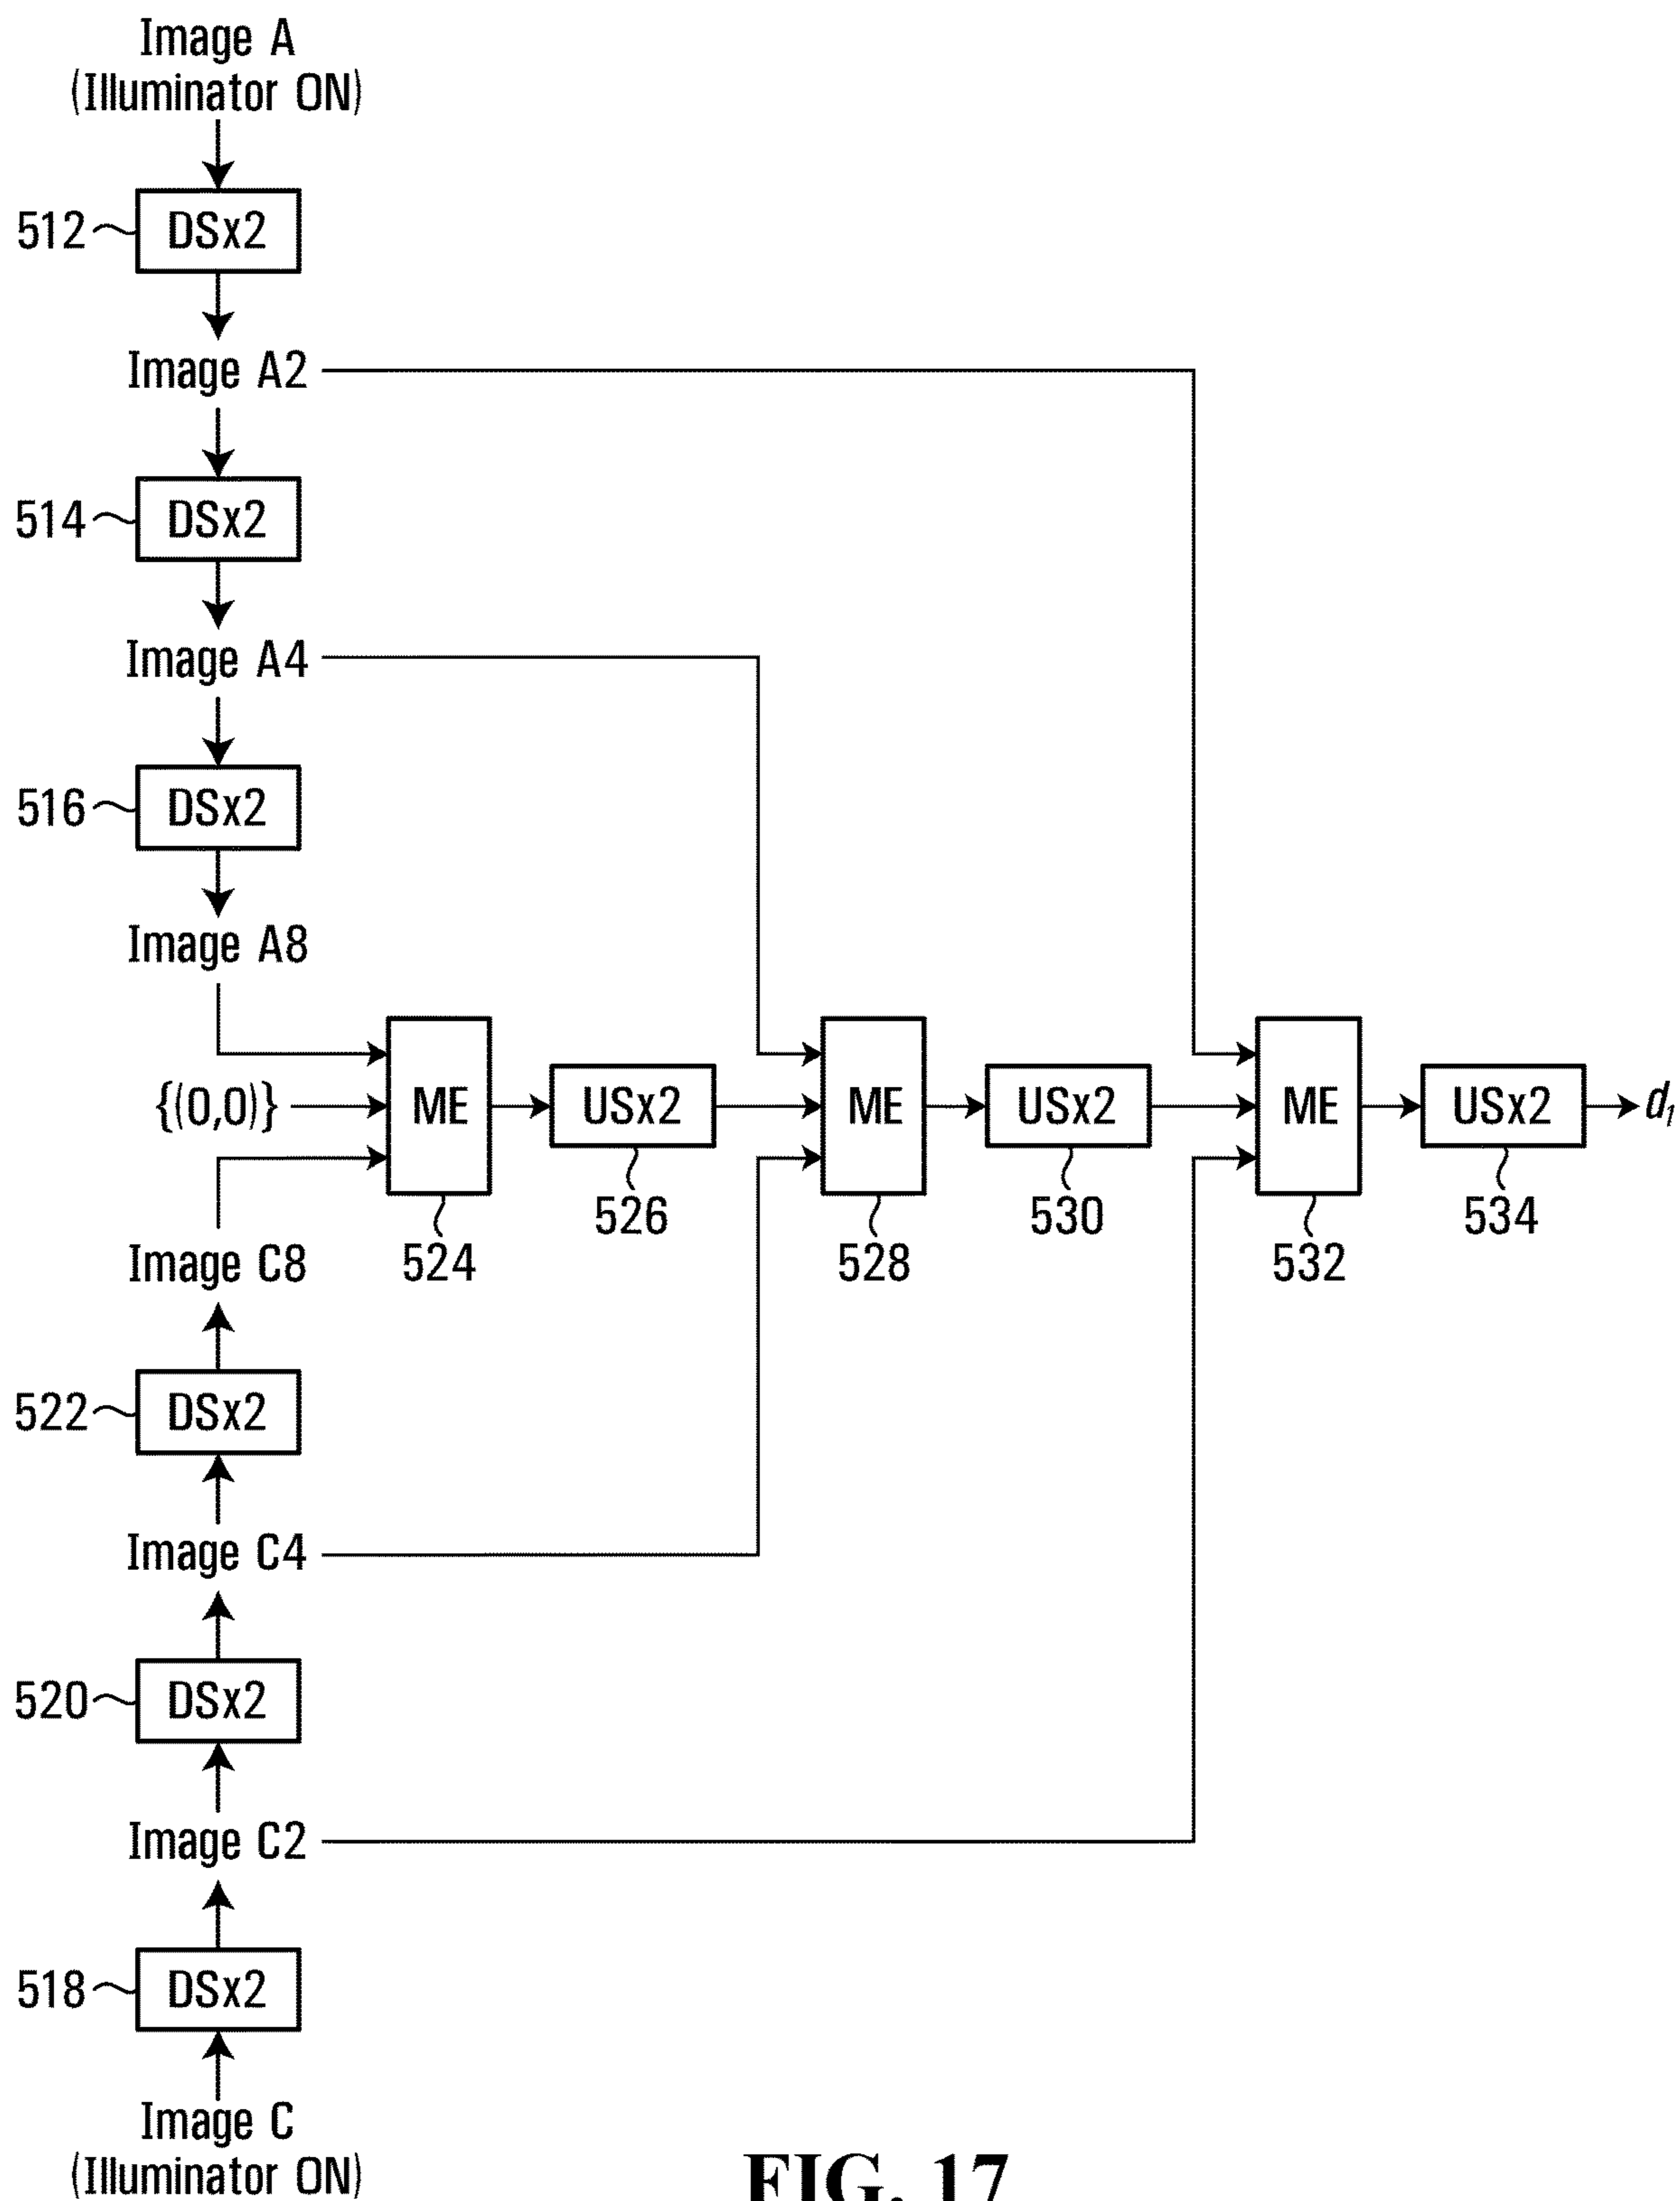 Image A
(Illuminator ON)
512
DSx2
Image A2
514
DSx2
Image A4
516
DSx2
Image A8
{(0,0)}
ME
USx2
ME
USx2
ME
USx2
d1
524
526
528
530
532
534
Image C8
522
DSx2
Image C4
520
DSx2
Image C2
518
DSx2
Image C
(Illuminator ON)
FIG. 17